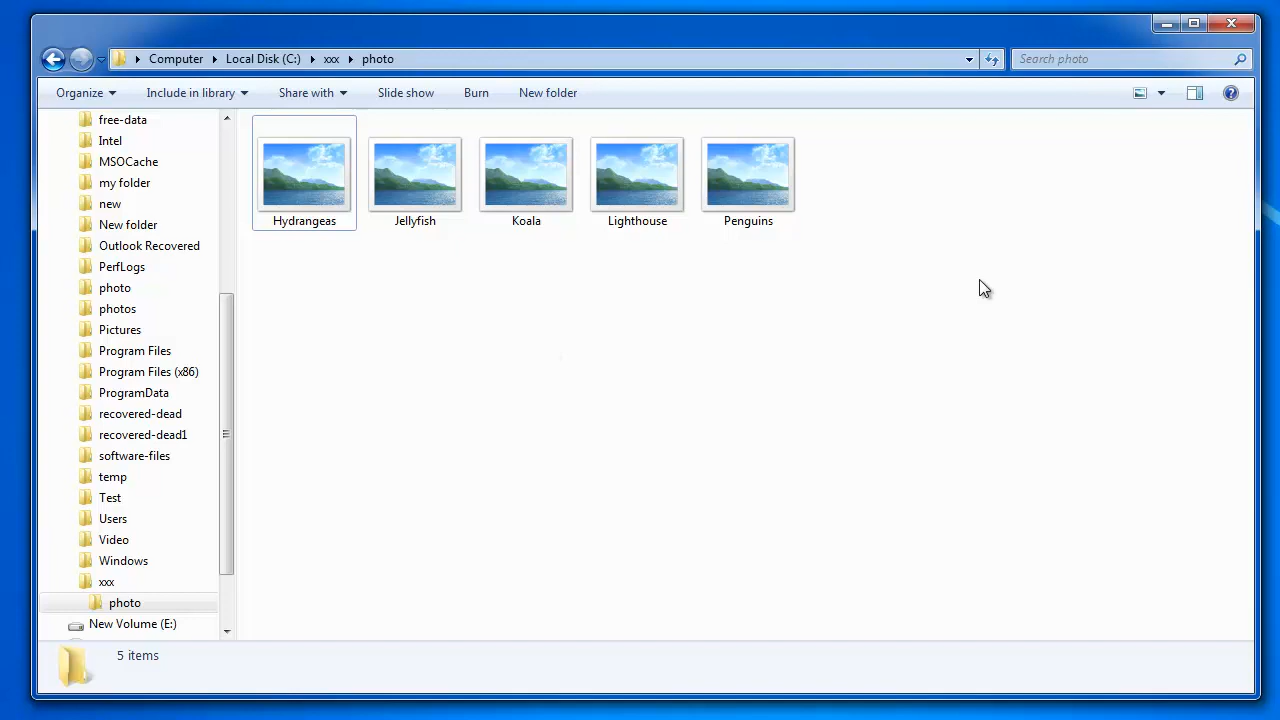 Computer Local Disk (C:) xxx photo
Search photo
Organize Include in library Share with Slide show Burn New folder
free-data
Intel
MSOCache
my folder
new
New folder
Outlook Recovered
PerfLogs
photo
photos
Pictures
Program Files
Program Files (x86)
ProgramData
recovered-dead
recovered-dead1
software-files
temp
Test
Users
Video
Windows
xxx
photo
New Volume (E:)
Hydrangeas Jellyfish Koala Lighthouse Penguins
5 items